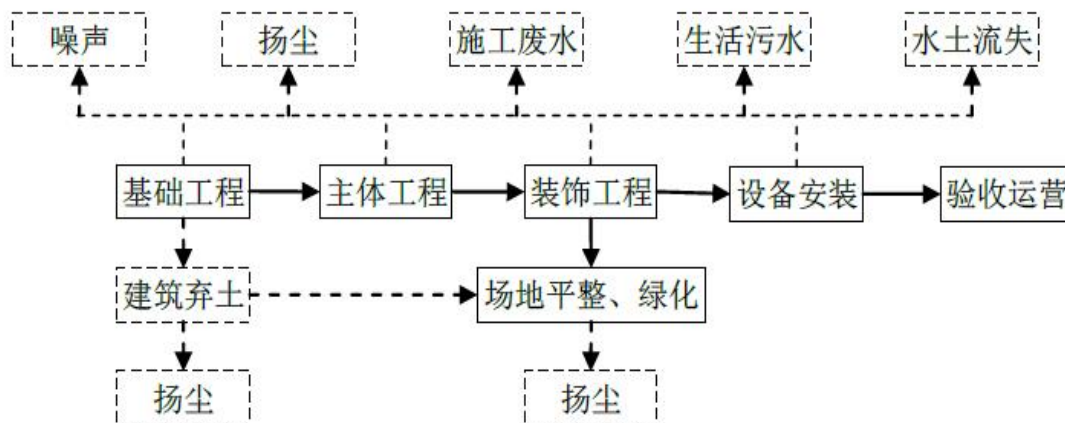 噪声
扬尘
施工废水
生活污水
水土流失
基础工程
主体工程
装饰工程
设备安装
验收运营
建筑弃土
场地平整、绿化
扬尘
扬尘